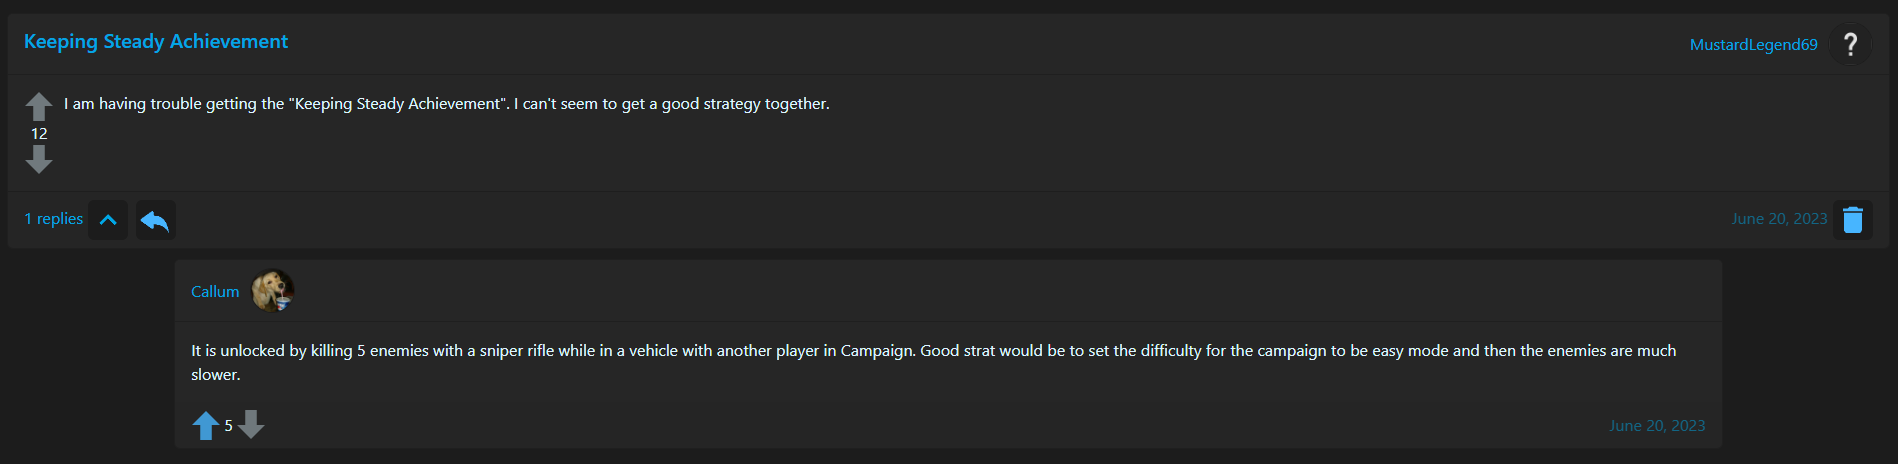 Keeping Steady Achievement
MustardLegend69
?
I am having trouble getting the "Keeping Steady Achievement". I can't seem to get a good strategy together.
12
1 replies
June 20, 2023
Callum
It is unlocked by killing 5 enemies with a sniper rifle while in a vehicle with another player in Campaign. Good strat would be to set the difficulty for the campaign to be easy mode and then the enemies are much
slower.
5
June 20, 2023